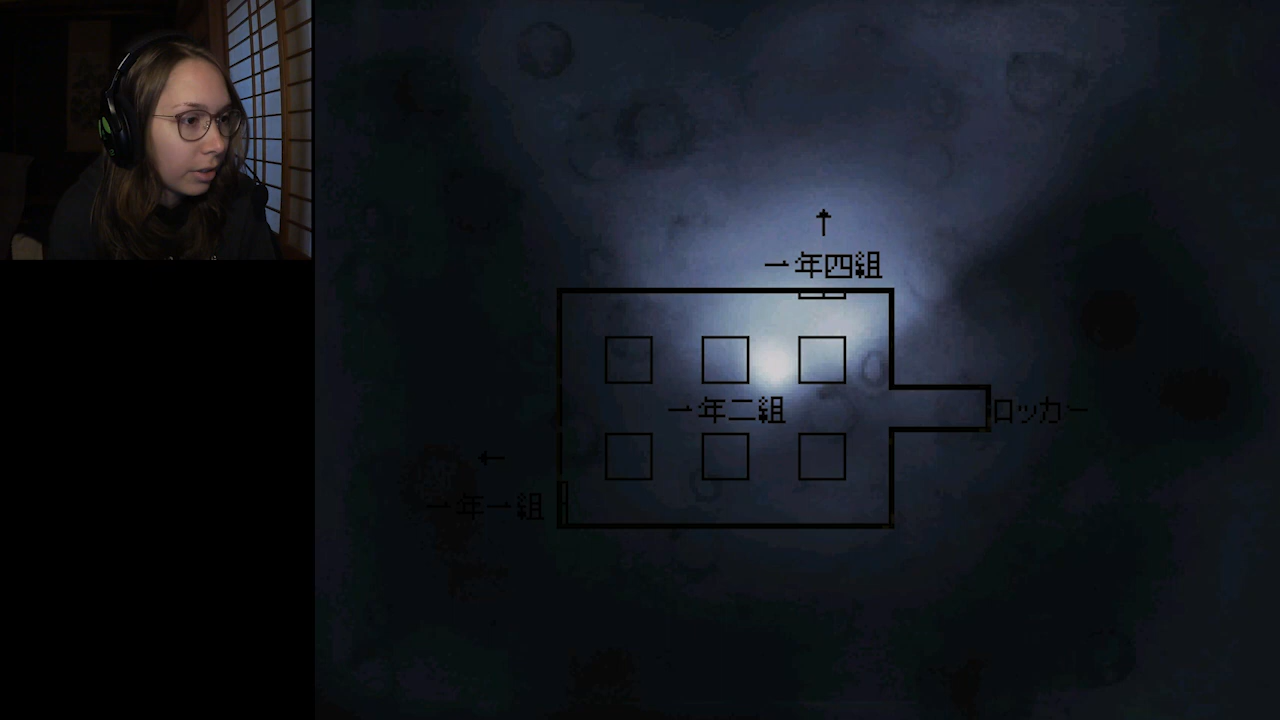 ↑
一年四組
一年二組
ロッカー
←
一年一組